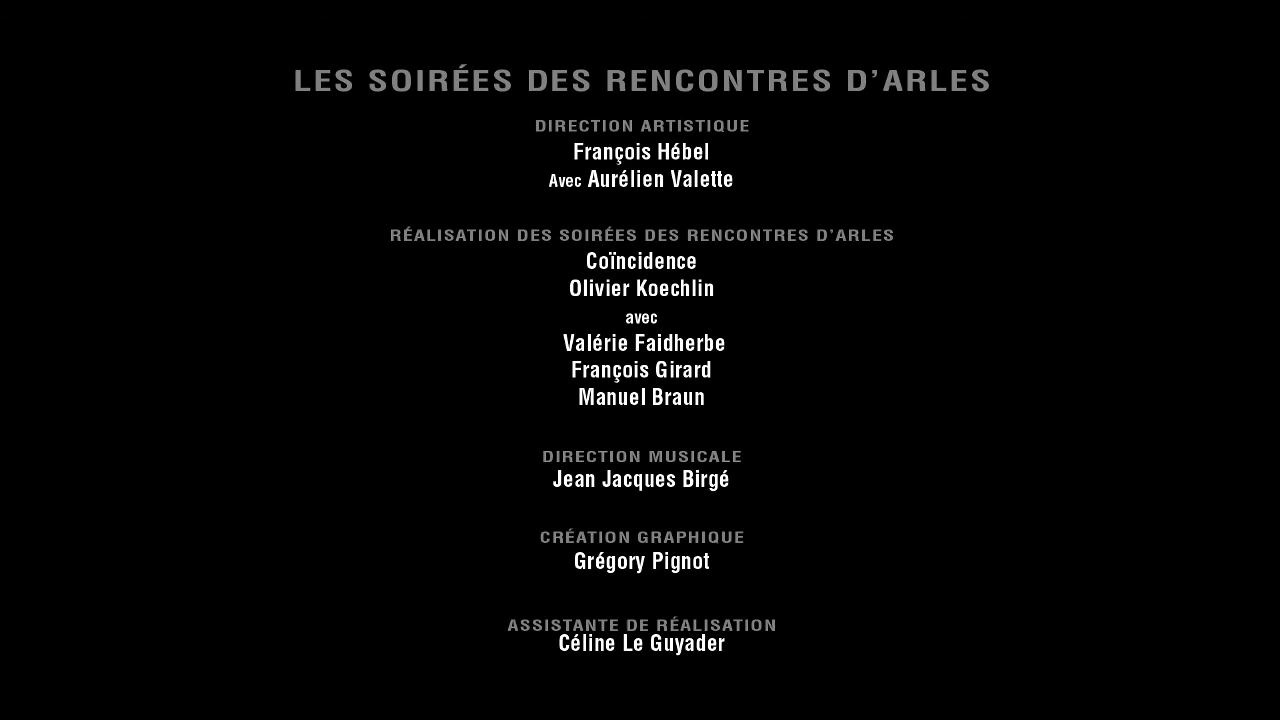 LES SOIRÉES DES RENCONTRES D’ARLES
DIRECTION ARTISTIQUE
François Hébel
Avec Aurélien Valette
RÉALISATION DES SOIRÉES DES RENCONTRES D’ARLES
Coïncidence
Olivier Koechlin
avec
Valérie Faidherbe
François Girard
Manuel Braun
DIRECTION MUSICALE
Jean Jacques Birgé
CRÉATION GRAPHIQUE
Grégory Pignot
ASSISTANTE DE RÉALISATION
Céline Le Guyader